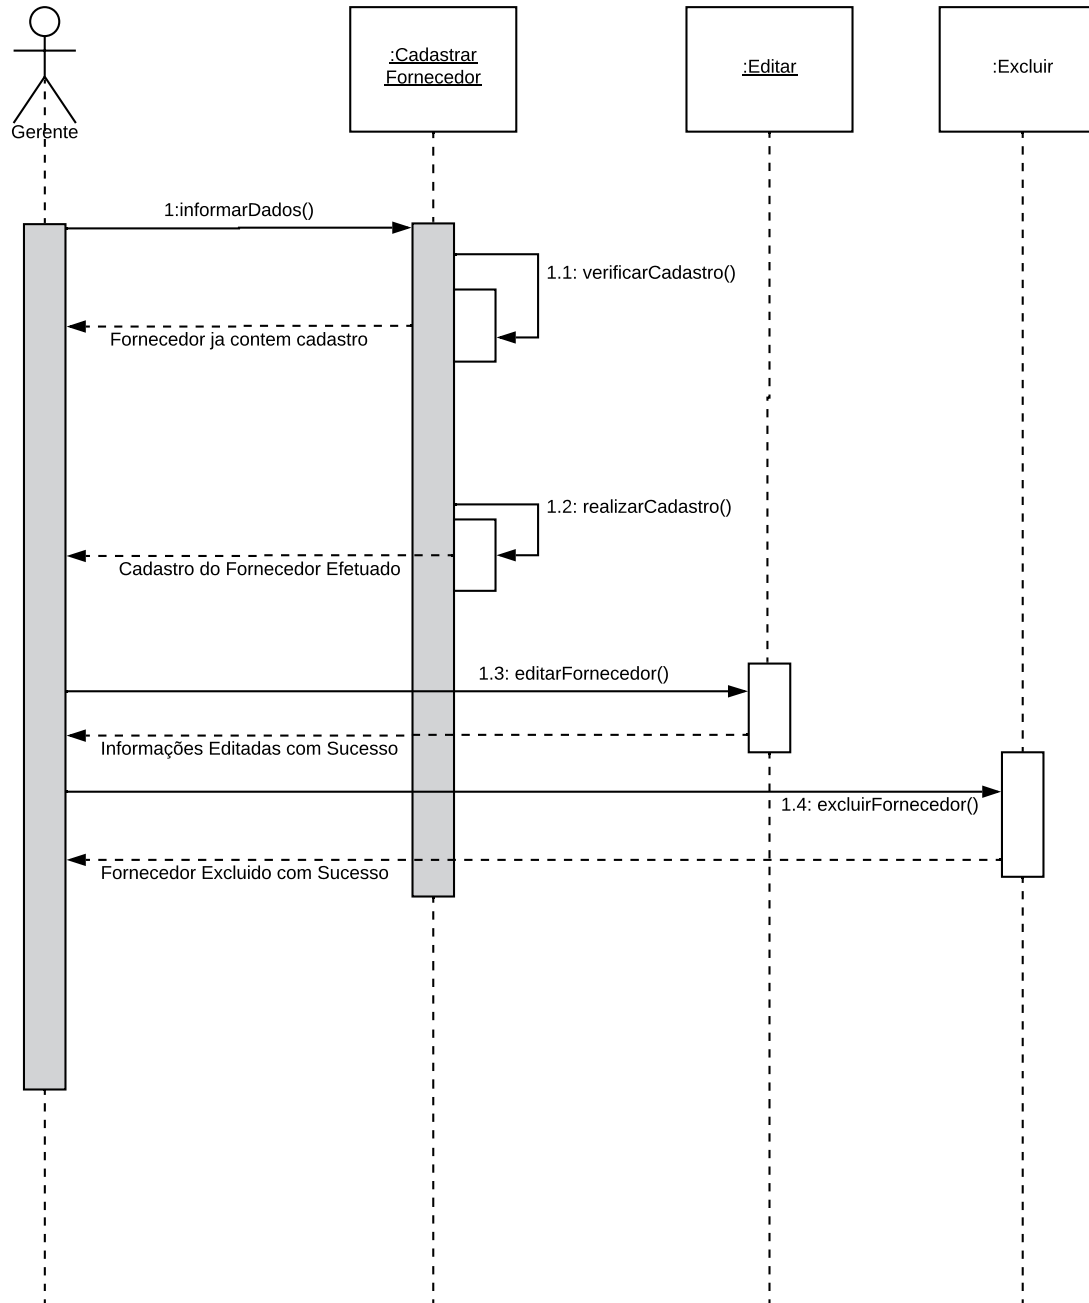 Gerente
:Cadastrar
Fornecedor
:Editar
:Excluir
1:informarDados()
1.1: verificarCadastro()
Fornecedor ja contem cadastro
1.2: realizarCadastro()
Cadastro do Fornecedor Efetuado
1.3: editarFornecedor()
Informações Editadas com Sucesso
1.4: excluirFornecedor()
Fornecedor Excluido com Sucesso